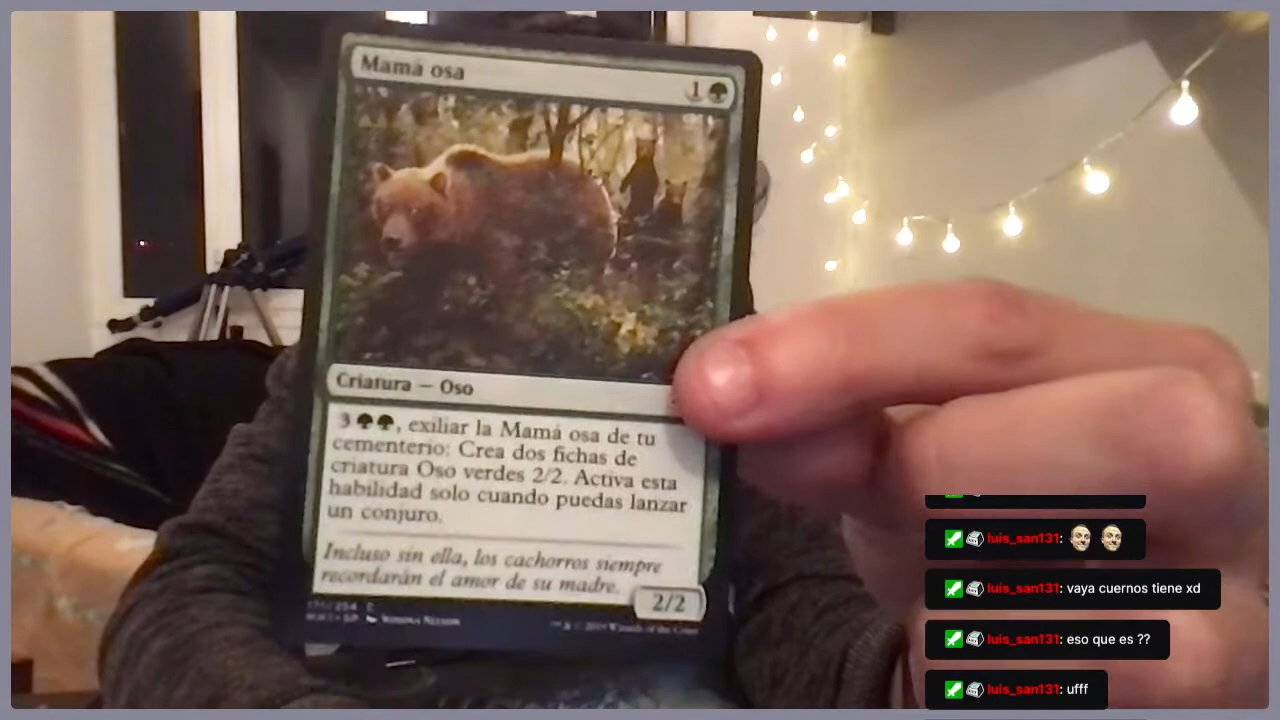 Mamá osa
1
Criatura — Oso
3, exiliar la Mamá osa de tu
cementerio: Crea dos fichas de
criatura Oso verdes 2/2. Activa esta
habilidad solo cuando puedas lanzar
un conjuro.
Incluso sin ella, los cachorros siempre
recordarán el amor de su madre.
2/2
luis_san131:
luis_san131: vaya cuernos tiene xd
luis_san131: eso que es ??
luis_san131: ufff